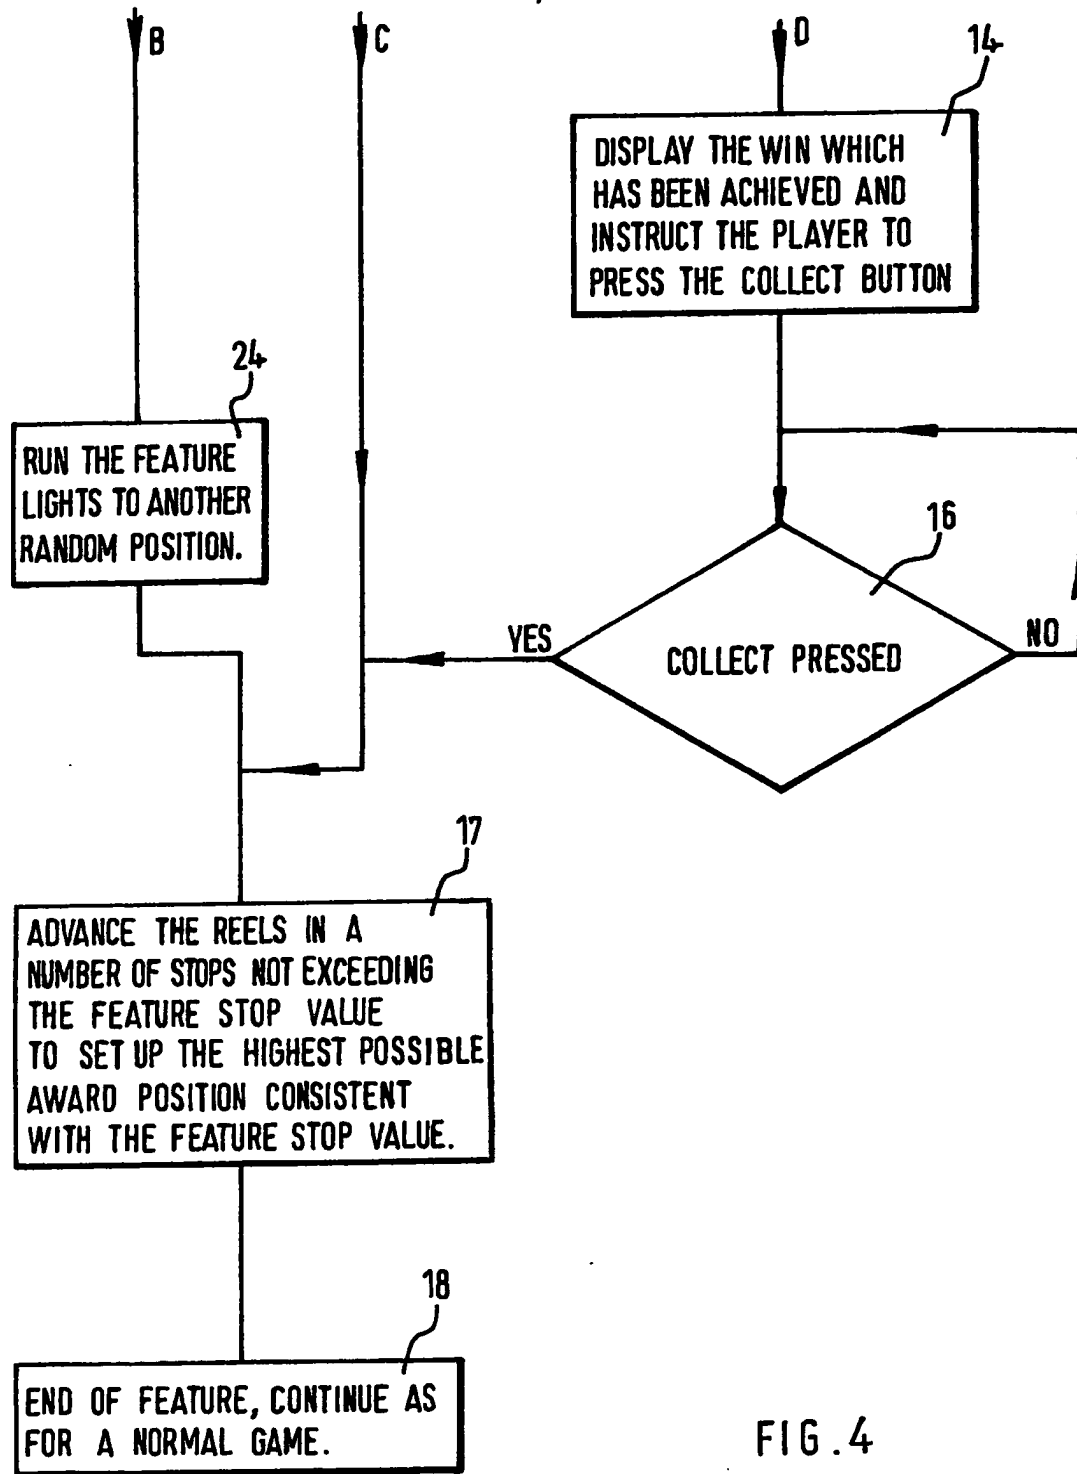 B
C
D
14
DISPLAY THE WIN WHICH
HAS BEEN ACHIEVED AND
INSTRUCT THE PLAYER TO
PRESS THE COLLECT BUTTON
24
RUN THE FEATURE
LIGHTS TO ANOTHER
RANDOM POSITION.
16
YES
COLLECT PRESSED
NO
17
ADVANCE THE REELS IN A
NUMBER OF STOPS NOT EXCEEDING
THE FEATURE STOP VALUE
TO SET UP THE HIGHEST POSSIBLE
AWARD POSITION CONSISTENT
WITH THE FEATURE STOP VALUE.
18
END OF FEATURE, CONTINUE AS
FOR A NORMAL GAME.
FIG.4